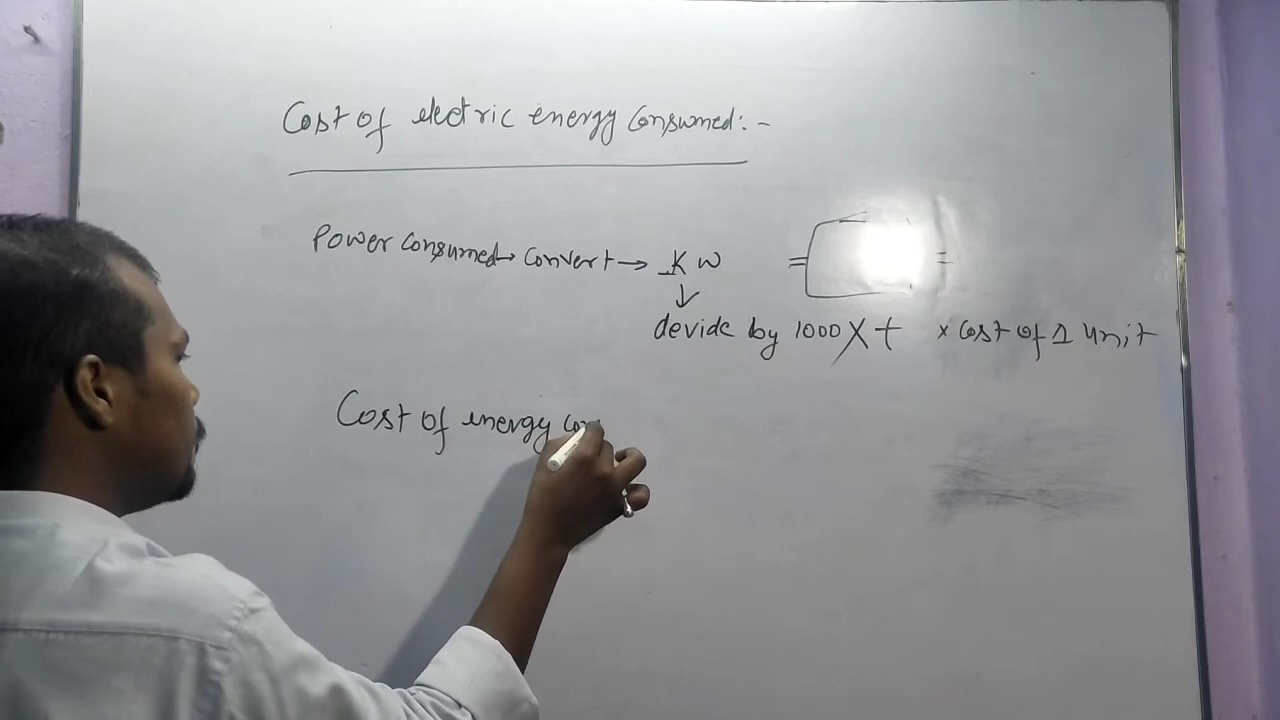 Cost of electric energy Consumed: -
Power Consumed → Convert → KW
↓
devide by 1000 X t x Cost of 1 Unit
Cost of energy co